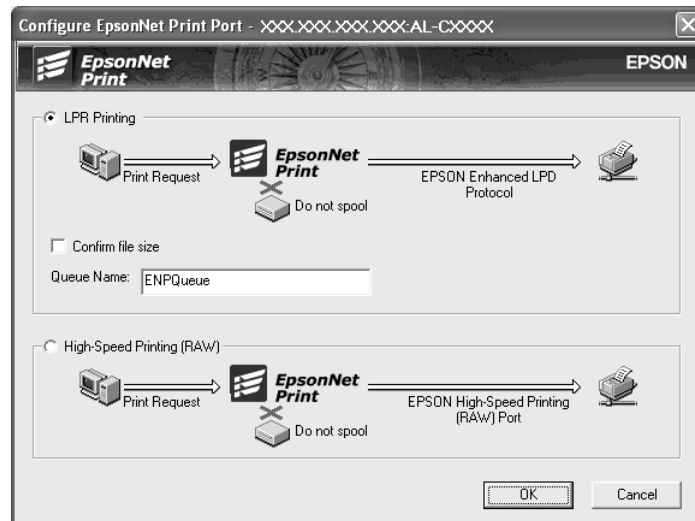 Configure EpsonNet Print Port - XXX.XXX.XXX.XXX:AL-CXXXX
EpsonNet
Print
EPSON
LPR Printing
Print Request
EpsonNet
Print
EPSON Enhanced LPD
Protocol
Do not spool
Confirm file size
Queue Name: ENPQueue
High-Speed Printing (RAW)
Print Request
EpsonNet
Print
EPSON High-Speed Printing
(RAW) Port
Do not spool
OK Cancel